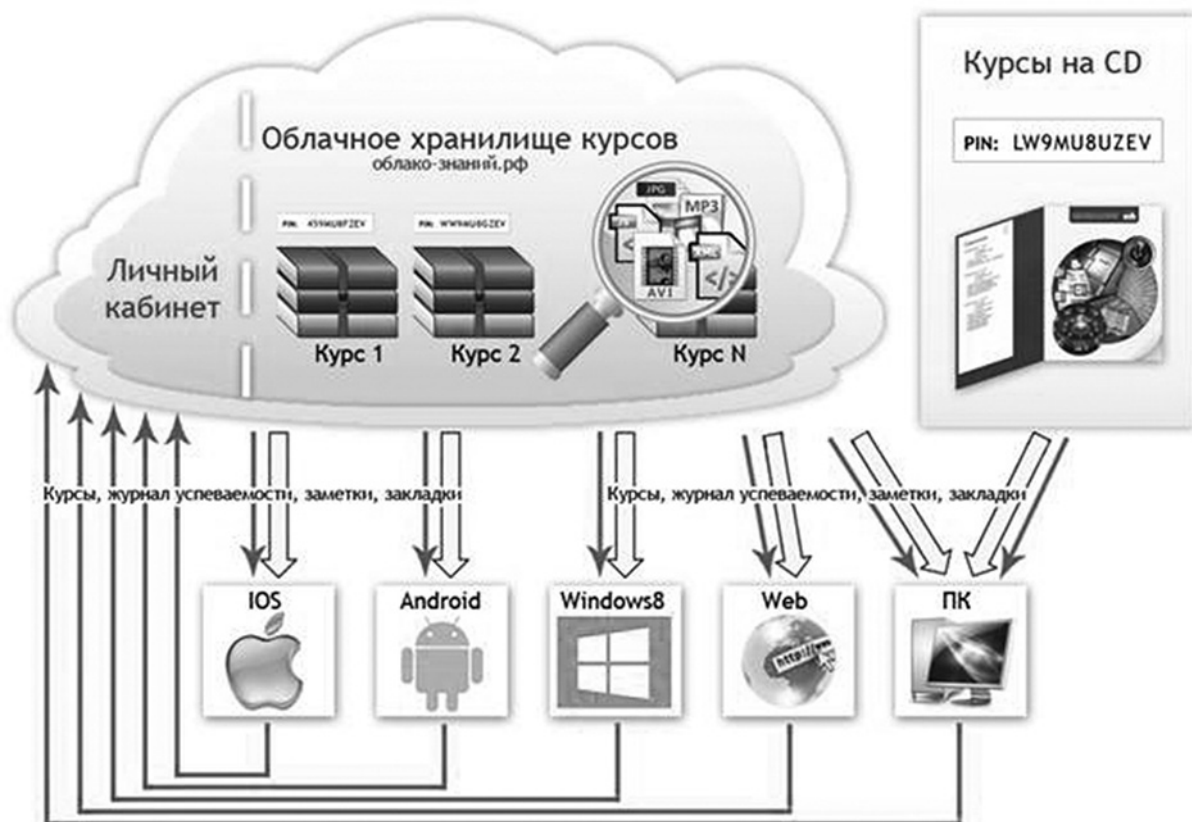 Курсы на CD
PIN: LW9MU8UZEV
Облачное хранилище курсов
облако-знаний.рф
JPG
MP3
AVI
</>
Личный
кабинет
Курс 1
Курс 2
Курс N
Курсы, журнал успеваемости, заметки, закладки
Курсы, журнал успеваемости, заметки, закладки
IOS
Android
Windows8
Web
ПК